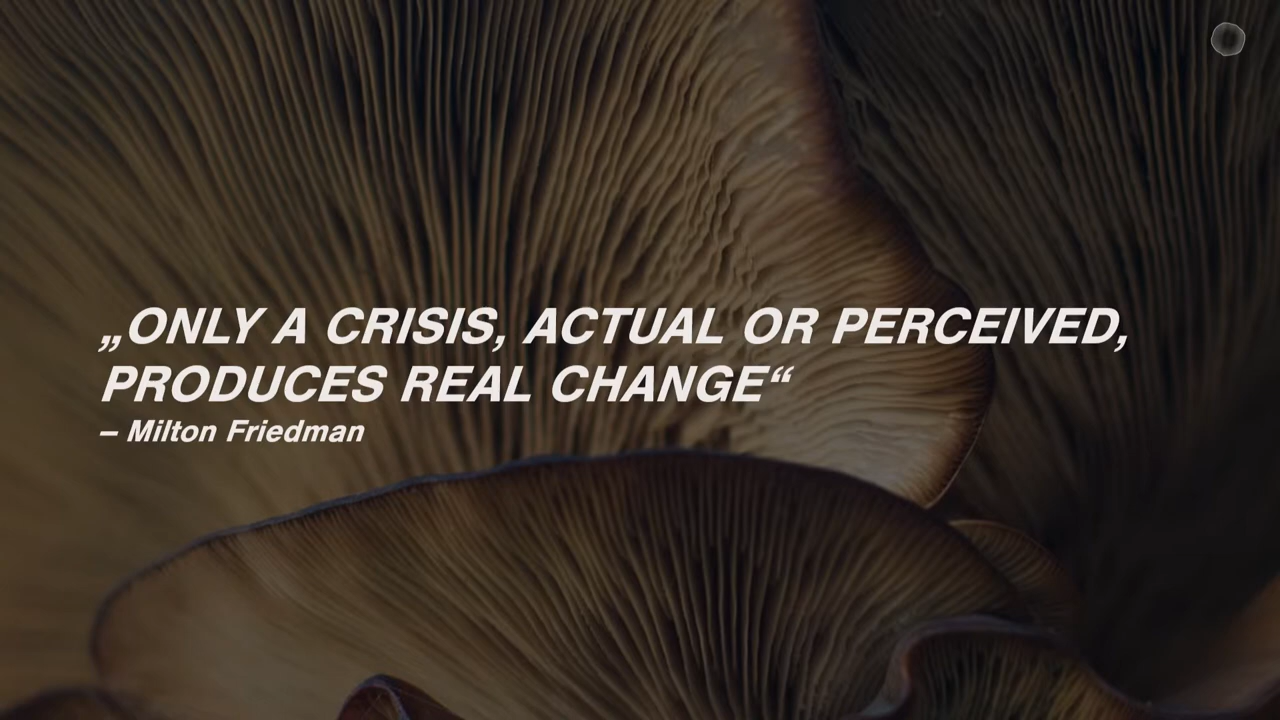 „ONLY A CRISIS, ACTUAL OR PERCEIVED,
PRODUCES REAL CHANGE“
– Milton Friedman